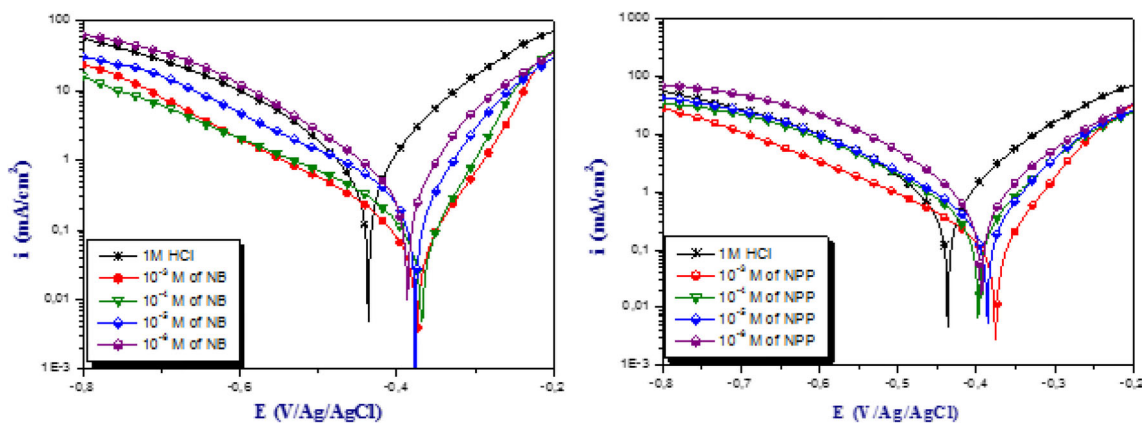 100
10
1
0,1
0,01
1E-3
i (mA/cm²)
1M HCl
10⁻³ M of NB
10⁻⁴ M of NB
10⁻⁵ M of NB
10⁻⁶ M of NB
-0,8 -0,6 -0,4 -0,2
E (V/Ag/AgCl)
1000
100
10
1
0,1
0,01
1E-3
i (mA/cm²)
1M HCl
10⁻³ M of NPP
10⁻⁴ M of NPP
10⁻⁵ M of NPP
10⁻⁶ M of NPP
-0,8 -0,7 -0,6 -0,5 -0,4 -0,3 -0,2
E (V/Ag/AgCl)